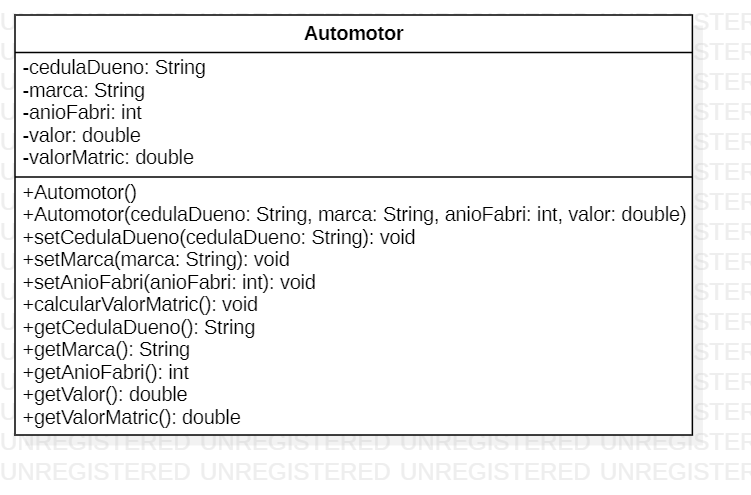 Automotor
-cedulaDueno: String
-marca: String
-anioFabri: int
-valor: double
-valorMatric: double
+Automotor()
+Automotor(cedulaDueno: String, marca: String, anioFabri: int, valor: double)
+setCedulaDueno(cedulaDueno: String): void
+setMarca(marca: String): void
+setAnioFabri(anioFabri: int): void
+calcularValorMatric(): void
+getCedulaDueno(): String
+getMarca(): String
+getAnioFabri(): int
+getValor(): double
+getValorMatric(): double
UNREGISTERED UNREGISTERED UNREGISTERED UNREGISTERED
UNREGISTERED UNREGISTERED UNREGISTERED UNREGISTERED